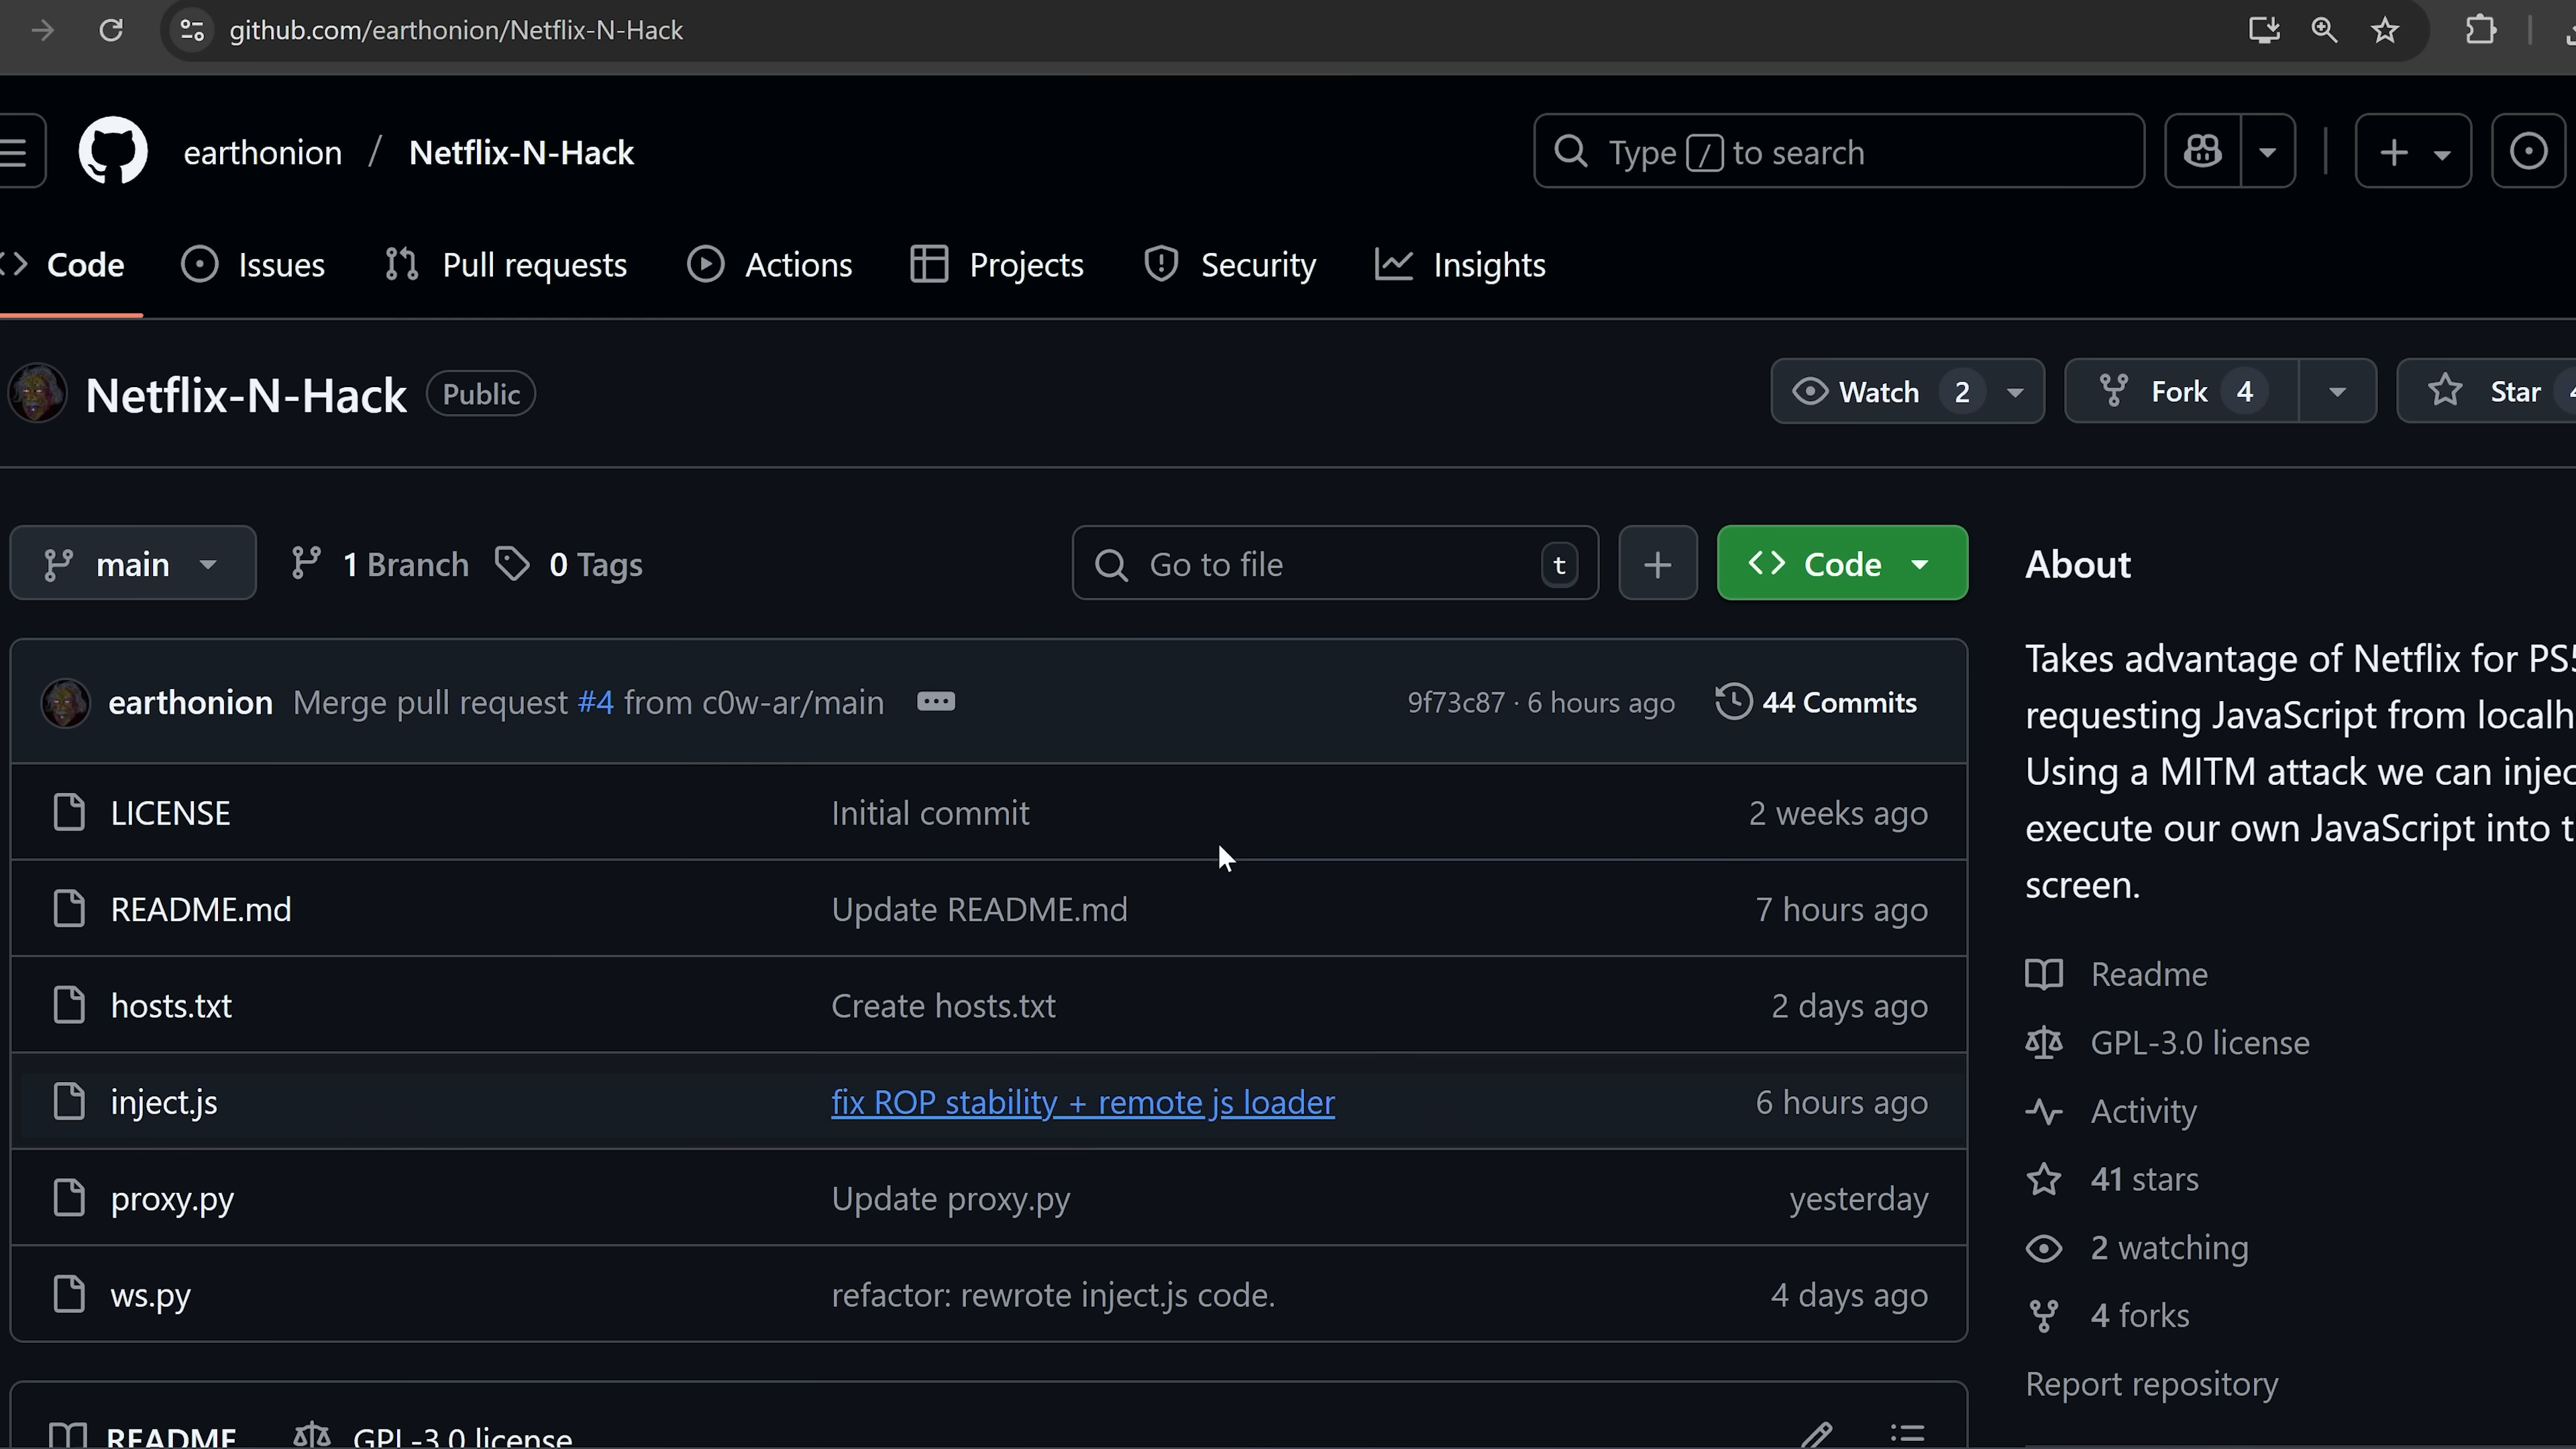 github.com/earthonion/Netflix-N-Hack
earthonion / Netflix-N-Hack
Type / to search
Code Issues Pull requests Actions Projects Security Insights
Netflix-N-Hack Public
Watch 2 Fork 4 Star
main 1 Branch 0 Tags
Go to file t
Code
earthonion Merge pull request #4 from c0w-ar/main
9f73c87 · 6 hours ago 44 Commits
LICENSE Initial commit 2 weeks ago
README.md Update README.md 7 hours ago
hosts.txt Create hosts.txt 2 days ago
inject.js fix ROP stability + remote js loader 6 hours ago
proxy.py Update proxy.py yesterday
ws.py refactor: rewrote inject.js code. 4 days ago
README GPL-3.0 license
About
Takes advantage of Netflix for PS5
requesting JavaScript from localh
Using a MITM attack we can injec
execute our own JavaScript into t
screen.
Readme
GPL-3.0 license
Activity
41 stars
2 watching
4 forks
Report repository